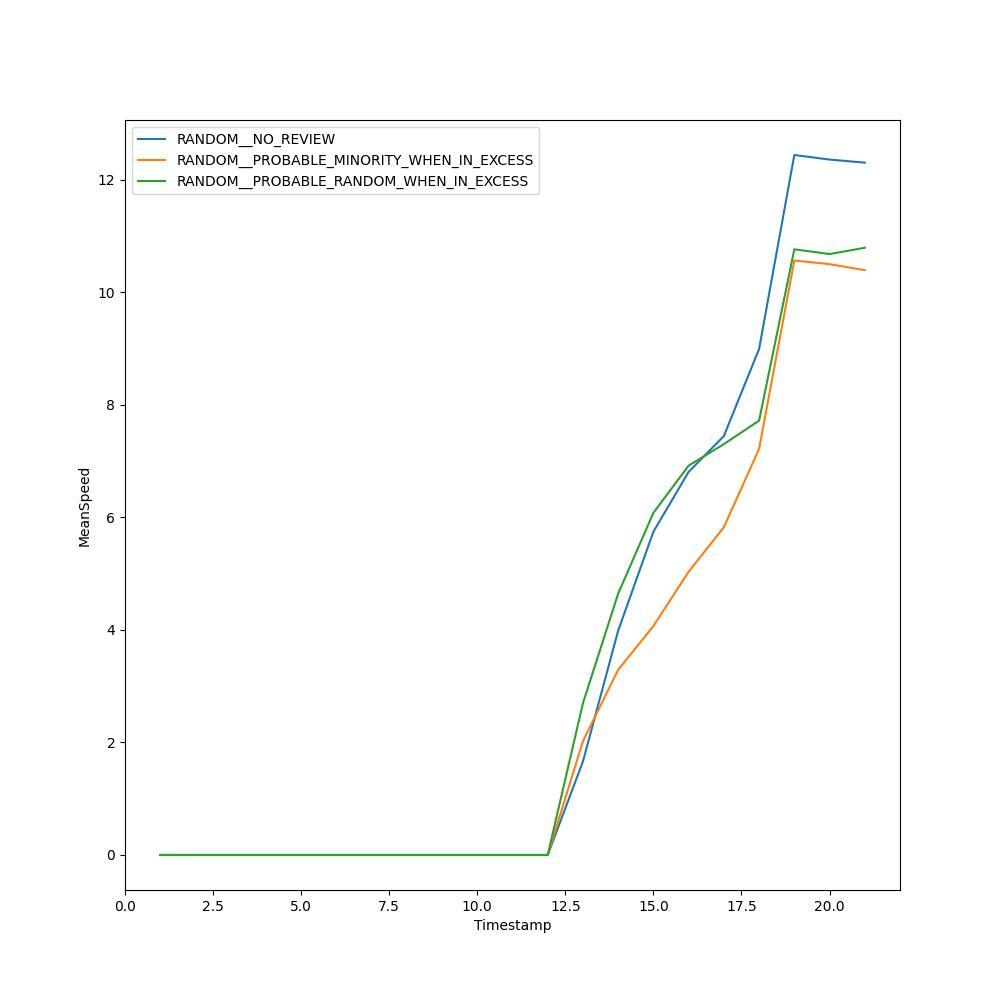 RANDOM__NO_REVIEW
RANDOM__PROBABLE_MINORITY_WHEN_IN_EXCESS
RANDOM__PROBABLE_RANDOM_WHEN_IN_EXCESS
12
10
8
6
4
2
0
MeanSpeed
0.0 2.5 5.0 7.5 10.0 12.5 15.0 17.5 20.0
Timestamp